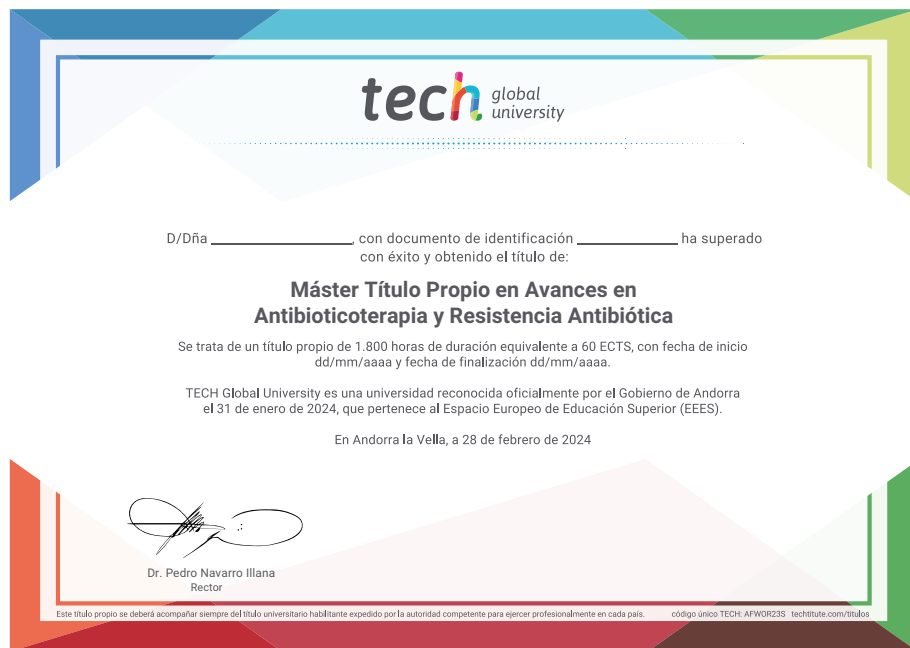 tech global
university
D/Dña ________________, con documento de identificación ____________ ha superado
con éxito y obtenido el título de:
Máster Título Propio en Avances en
Antibioticoterapia y Resistencia Antibiótica
Se trata de un título propio de 1.800 horas de duración equivalente a 60 ECTS, con fecha de inicio
dd/mm/aaaa y fecha de finalización dd/mm/aaaa.
TECH Global University es una universidad reconocida oficialmente por el Gobierno de Andorra
el 31 de enero de 2024, que pertenece al Espacio Europeo de Educación Superior (EEES).
En Andorra la Vella, a 28 de febrero de 2024
Dr. Pedro Navarro Illana
Rector
Este título propio se deberá acompañar siempre del título universitario habilitante expedido por la autoridad competente para ejercer profesionalmente en cada país. código único TECH: AFWOR23S techtitute.com/titulos